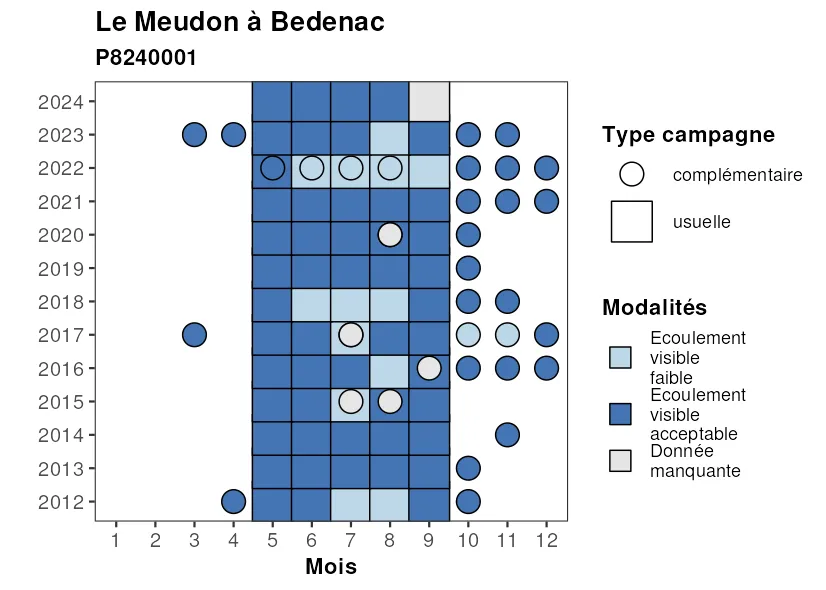 Le Meudon à Bedenac
P8240001
2024
2023
2022
2021
2020
2019
2018
2017
2016
2015
2014
2013
2012
1 2 3 4 5 6 7 8 9 10 11 12
Mois
Type campagne
complémentaire
usuelle
Modalités
Ecoulement
visible
faible
Ecoulement
visible
acceptable
Donnée
manquante